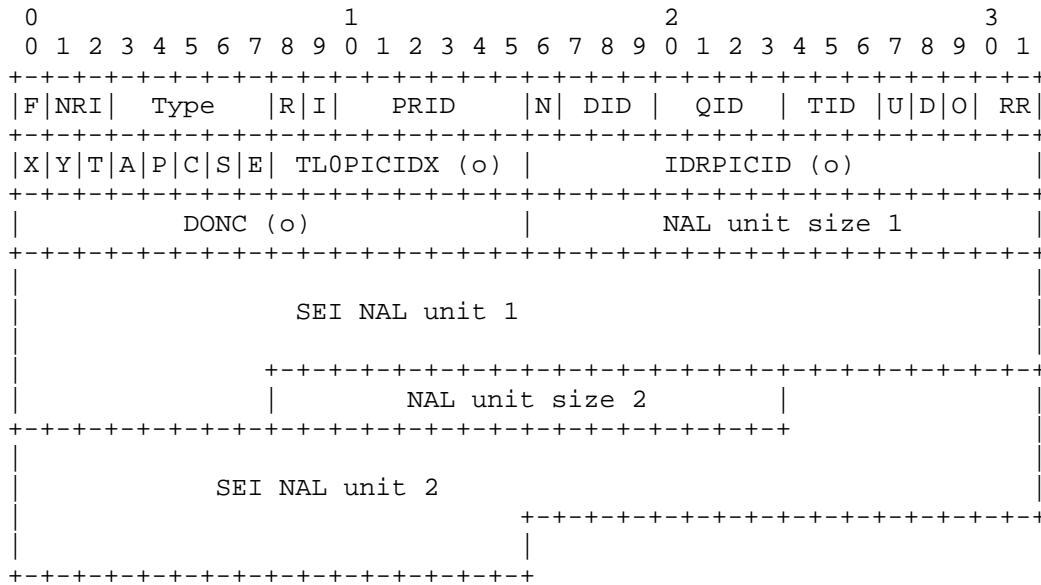 0                   1                   2                   3
 0 1 2 3 4 5 6 7 8 9 0 1 2 3 4 5 6 7 8 9 0 1 2 3 4 5 6 7 8 9 0 1
+-+-+-+-+-+-+-+-+-+-+-+-+-+-+-+-+-+-+-+-+-+-+-+-+-+-+-+-+-+-+-+-+
|F|NRI|  Type   |R|I|   PRID    |N| DID |  QID  | TID |U|D|O| RR|
+-+-+-+-+-+-+-+-+-+-+-+-+-+-+-+-+-+-+-+-+-+-+-+-+-+-+-+-+-+-+-+-+
|X|Y|T|A|P|C|S|E| TL0PICIDX (o) |        IDRPICID (o)           |
+-+-+-+-+-+-+-+-+-+-+-+-+-+-+-+-+-+-+-+-+-+-+-+-+-+-+-+-+-+-+-+-+
|          DONC (o)             |        NAL unit size 1        |
+-+-+-+-+-+-+-+-+-+-+-+-+-+-+-+-+-+-+-+-+-+-+-+-+-+-+-+-+-+-+-+-+
|                                                               |
|                 SEI NAL unit 1                                |
|                                                               |
|               +-+-+-+-+-+-+-+-+-+-+-+-+-+-+-+-+-+-+-+-+-+-+-+-+
|               |        NAL unit size 2        |               |
+-+-+-+-+-+-+-+-+-+-+-+-+-+-+-+-+-+-+-+-+-+-+-+-+               |
|                                                               |
|            SEI NAL unit 2                                     |
|                               +-+-+-+-+-+-+-+-+-+-+-+-+-+-+-+-+
|                               |
+-+-+-+-+-+-+-+-+-+-+-+-+-+-+-+-+